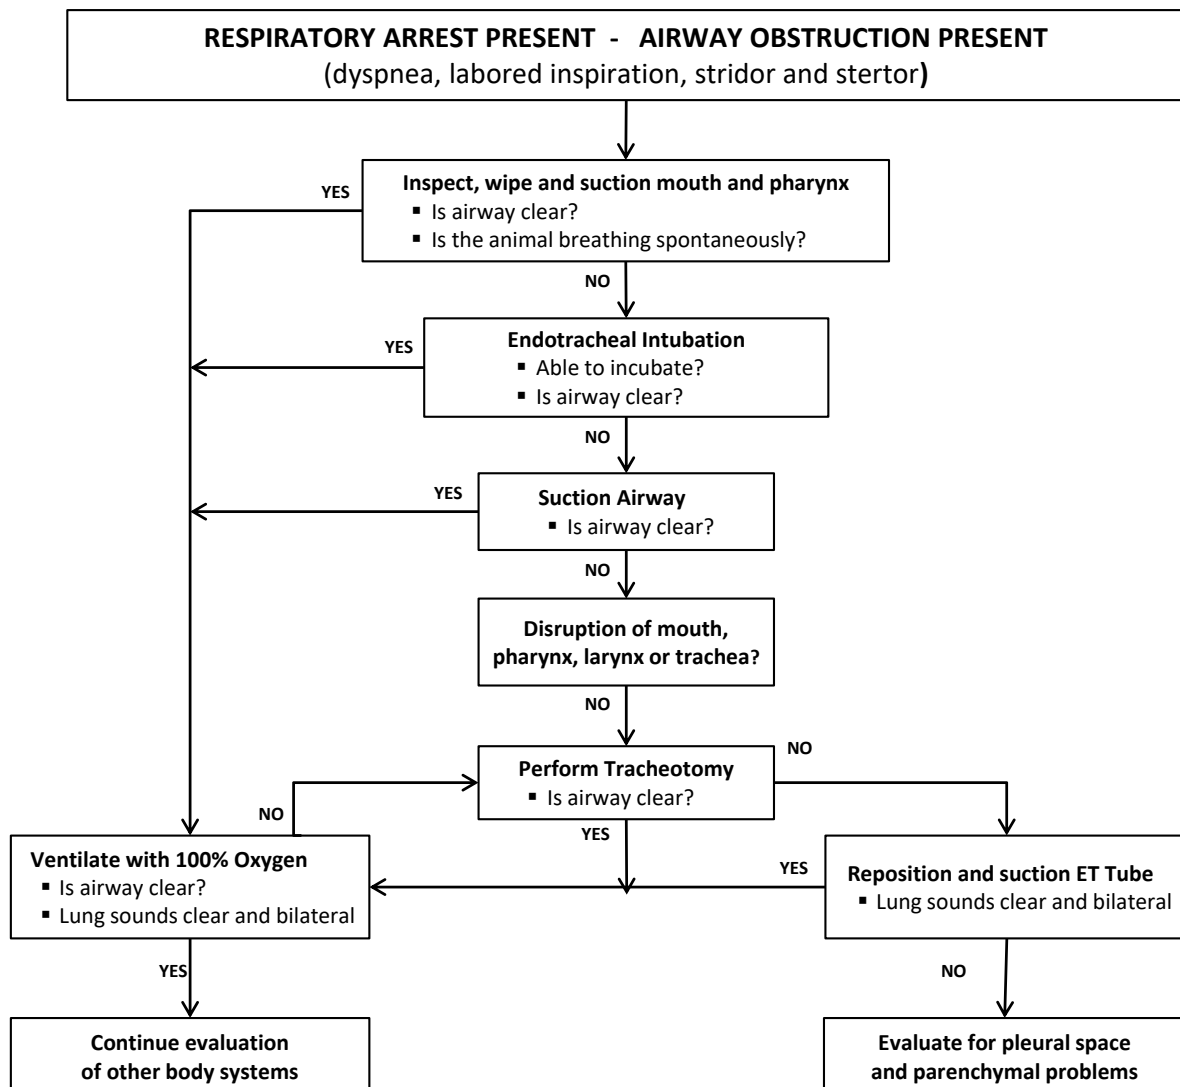 RESPIRATORY ARREST PRESENT - AIRWAY OBSTRUCTION PRESENT
(dyspnea, labored inspiration, stridor and stertor)
YES
Inspect, wipe and suction mouth and pharynx
▪ Is airway clear?
▪ Is the animal breathing spontaneously?
NO
YES
Endotracheal Intubation
▪ Able to incubate?
▪ Is airway clear?
NO
YES
Suction Airway
▪ Is airway clear?
NO
Disruption of mouth,
pharynx, larynx or trachea?
NO
NO
Perform Tracheotomy
▪ Is airway clear?
NO
YES
Ventilate with 100% Oxygen
▪ Is airway clear?
▪ Lung sounds clear and bilateral
YES
Reposition and suction ET Tube
▪ Lung sounds clear and bilateral
YES
NO
Continue evaluation
of other body systems
Evaluate for pleural space
and parenchymal problems